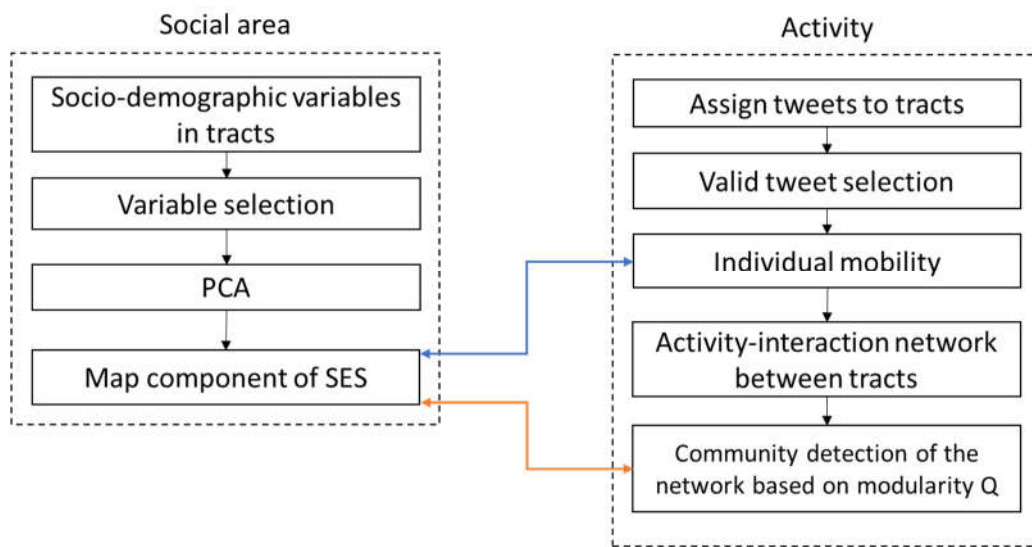 Social area
Socio-demographic variables
in tracts
Variable selection
PCA
Map component of SES
Activity
Assign tweets to tracts
Valid tweet selection
Individual mobility
Activity-interaction network
between tracts
Community detection of the
network based on modularity Q